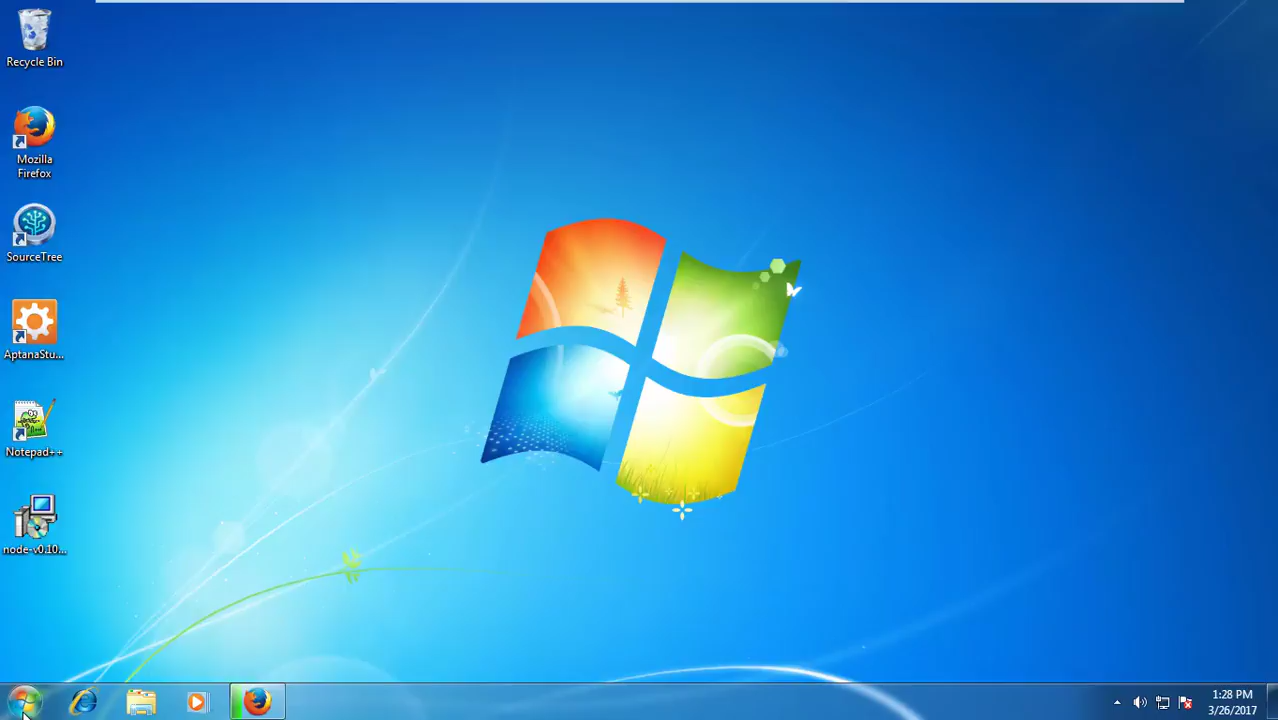 Recycle Bin
Mozilla
Firefox
SourceTree
AptanaStu...
Notepad++
node-v0.10...
1:28 PM
3/26/2017